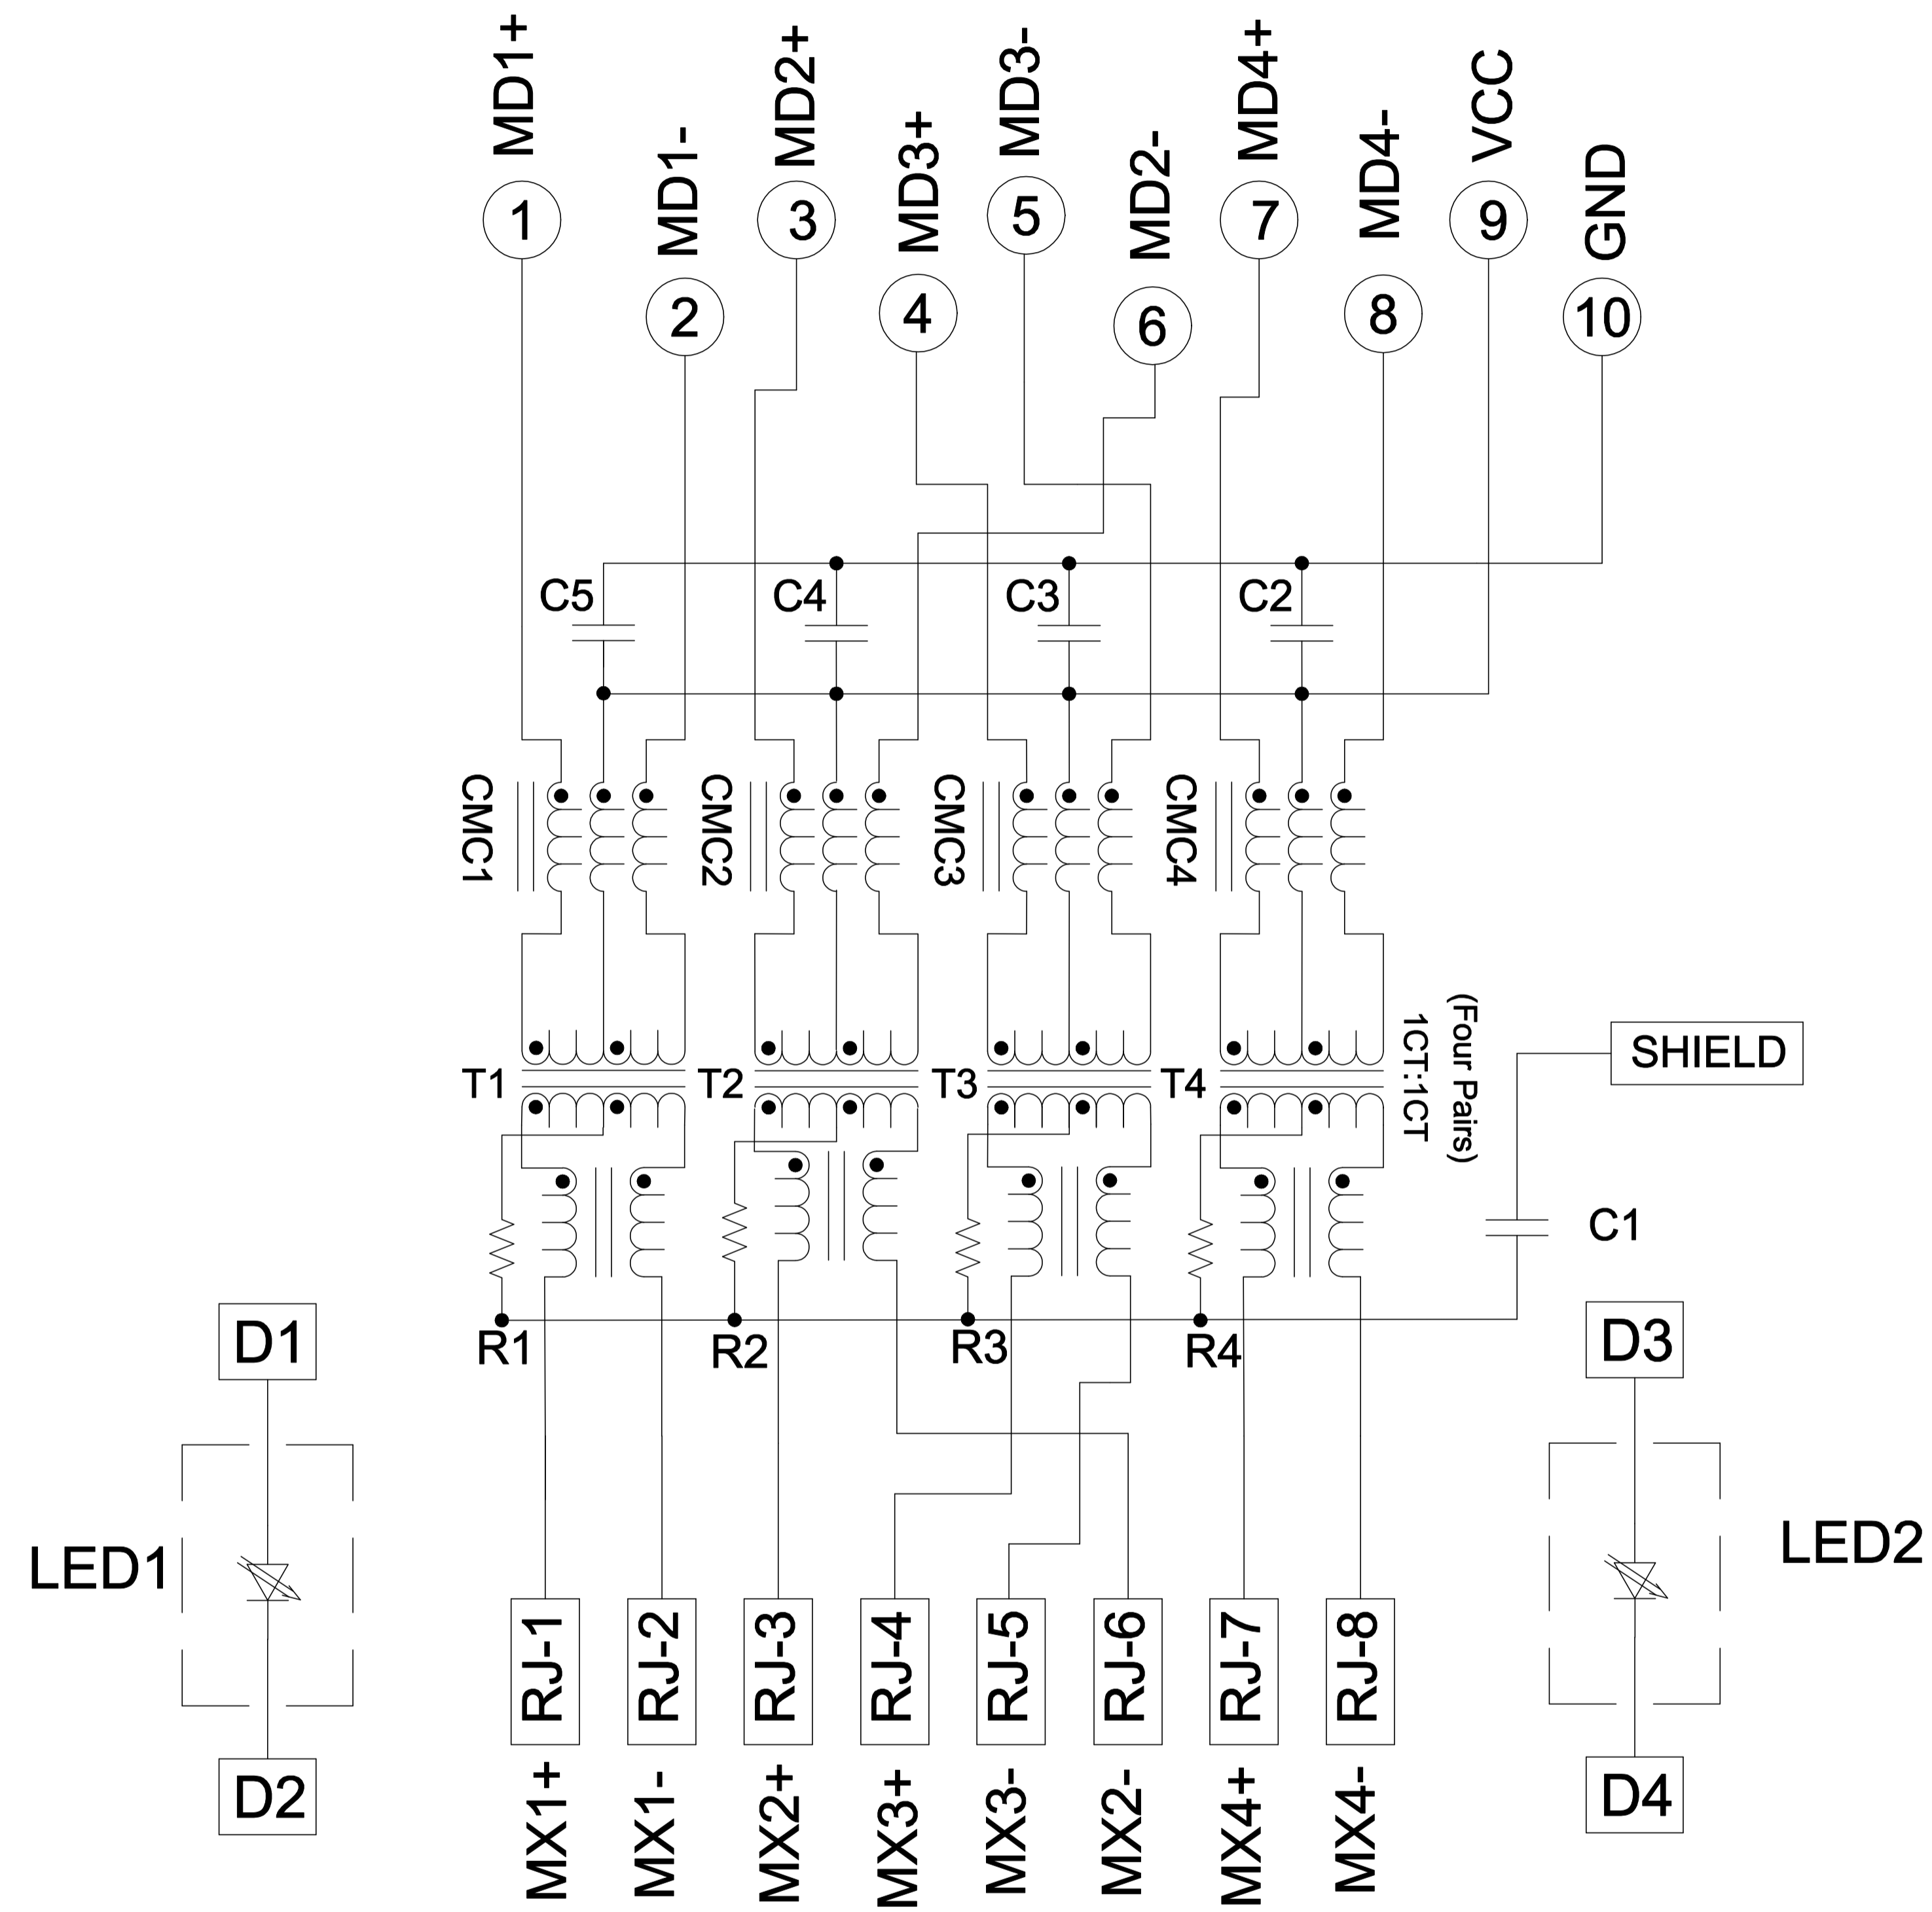 MD1+
MD1-
MD2+
MD3+
MD3-
MD2-
MD4+
MD4-
VCC
GND
1
2
3
4
5
6
7
8
9
10
C5
C4
C3
C2
CMC1
CMC2
CMC3
CMC4
(Four Pairs)
1CT:1CT
SHIELD
T1
T2
T3
T4
C1
R1
R2
R3
R4
D1
D3
LED1
LED2
RJ-1
RJ-2
RJ-3
RJ-4
RJ-5
RJ-6
RJ-7
RJ-8
D2
D4
MX1+
MX1-
MX2+
MX3+
MX3-
MX2-
MX4+
MX4-